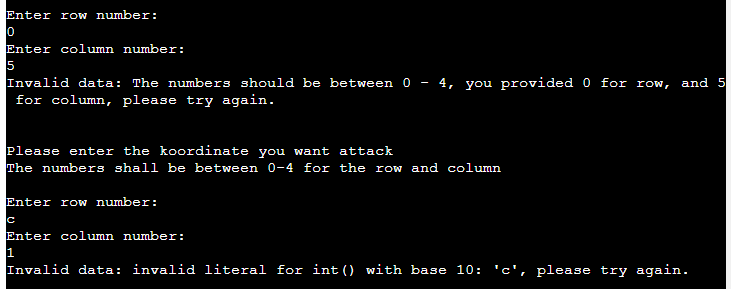 Enter row number:
0
Enter column number:
5
Invalid data: The numbers should be between 0 - 4, you provided 0 for row, and 5
for column, please try again.
Please enter the koordinate you want attack
The numbers shall be between 0-4 for the row and column
Enter row number:
c
Enter column number:
1
Invalid data: invalid literal for int() with base 10: 'c', please try again.